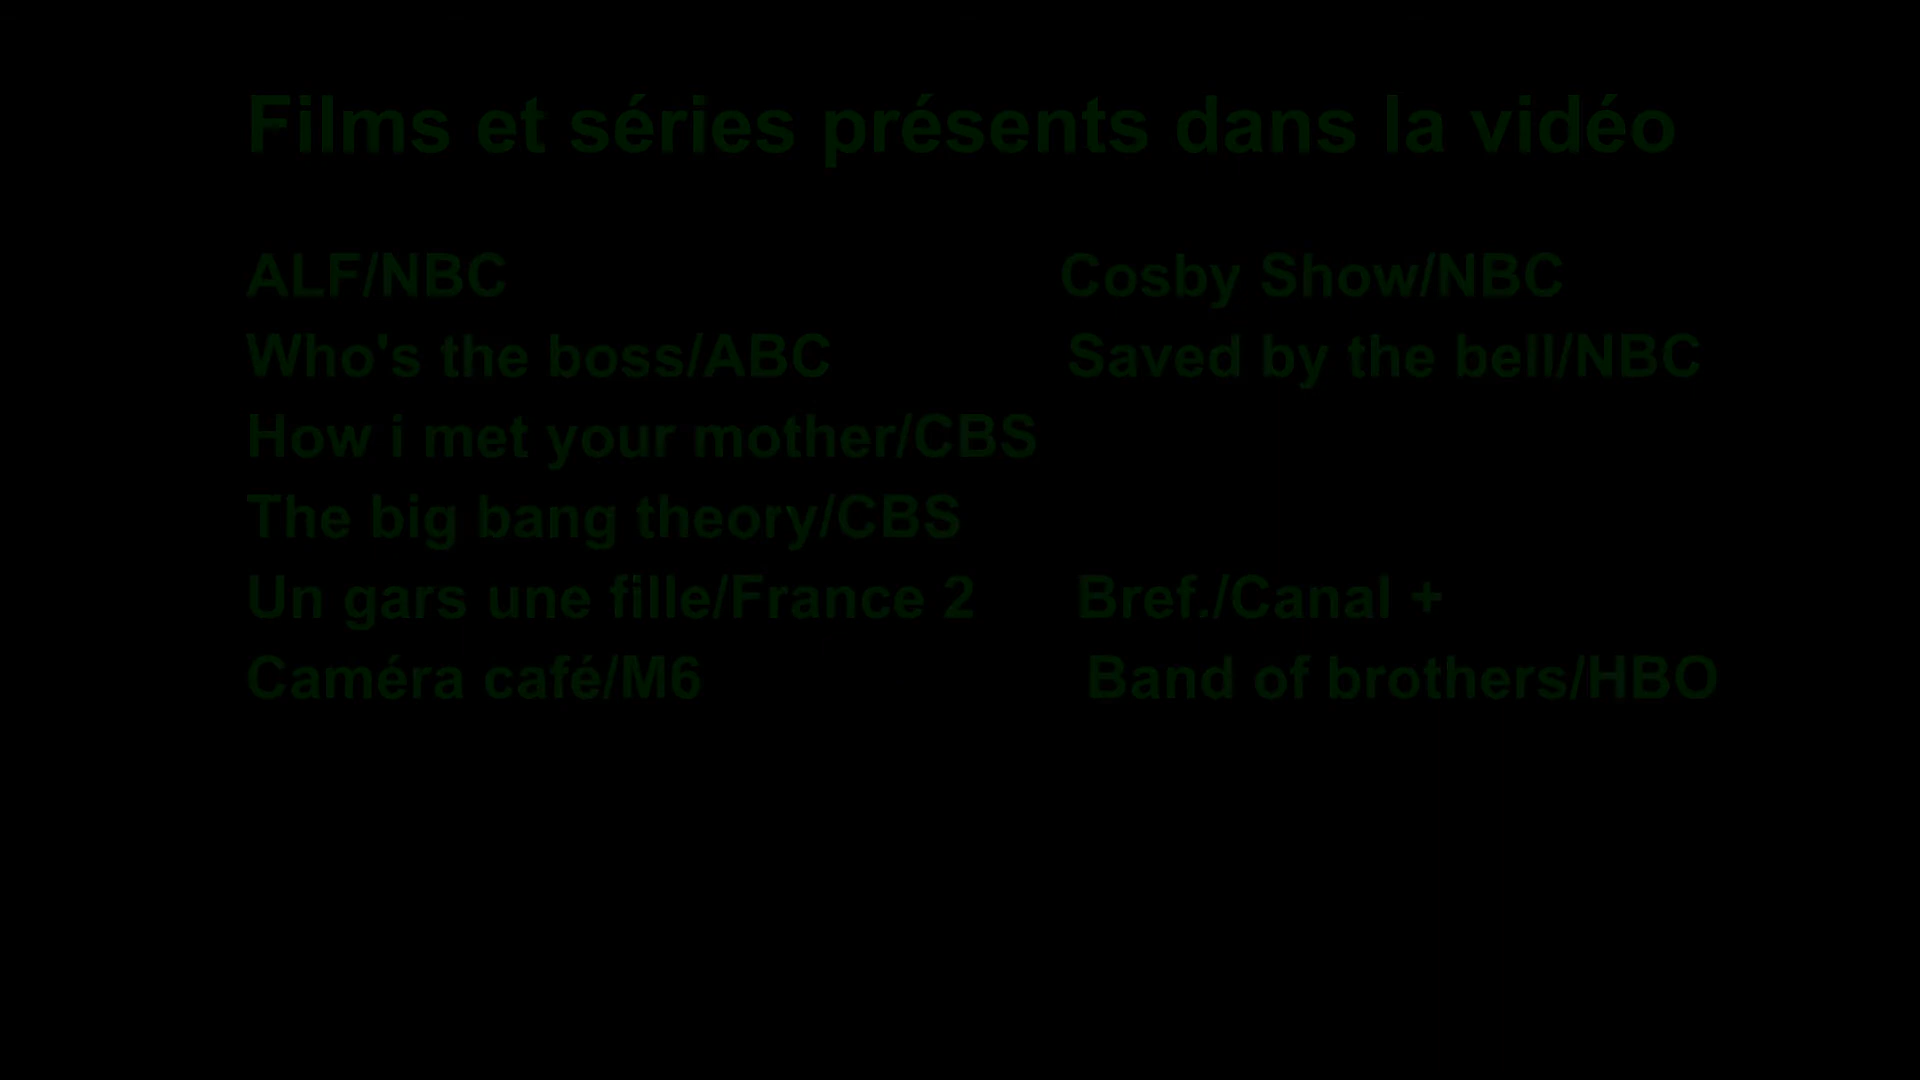 Films et séries présents dans la vidéo
ALF/NBC Cosby Show/NBC
Who's the boss/ABC Saved by the bell/NBC
How i met your mother/CBS
The big bang theory/CBS
Un gars une fille/France 2 Bref./Canal +
Caméra café/M6 Band of brothers/HBO